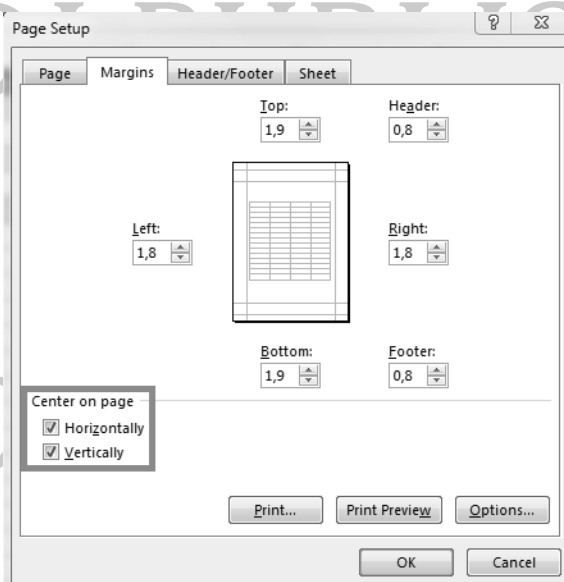 Page Setup
Page Margins Header/Footer Sheet
Top: Header:
1,9 0,8
Left: Right:
1,8 1,8
Bottom: Footer:
1,9 0,8
Center on page
Horizontally
Vertically
Print... Print Preview Options...
OK Cancel